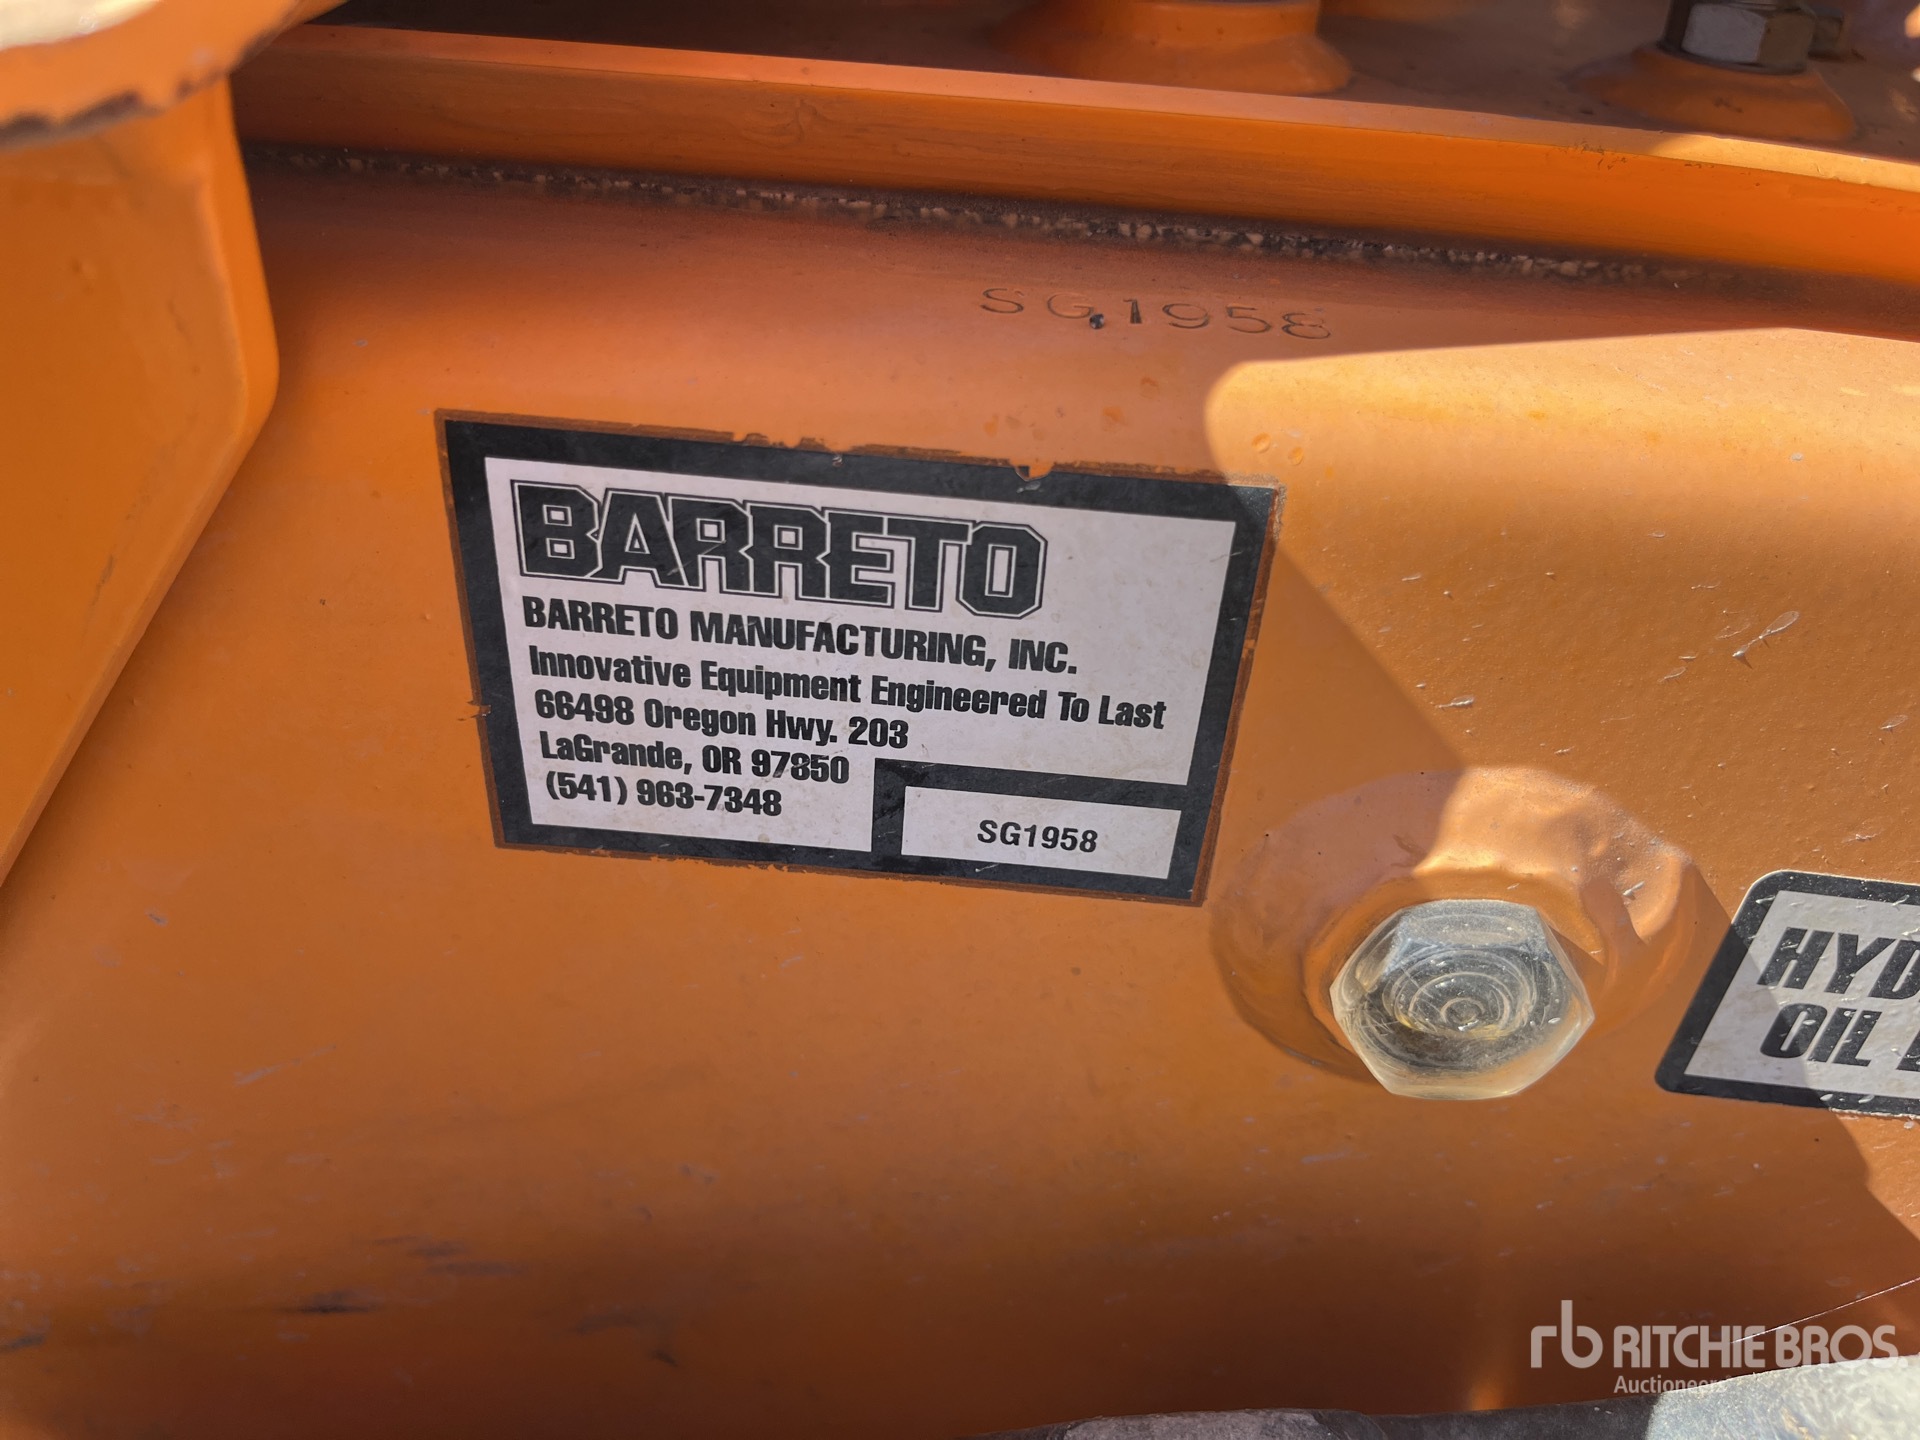 SG1958
BARRETO
BARRETO MANUFACTURING, INC.
Innovative Equipment Engineered To Last
66498 Oregon Hwy. 203
LaGrande, OR 97850
(541) 963-7348
SG1958
OIL
rb RITCHIE BROS.
Auctioneers